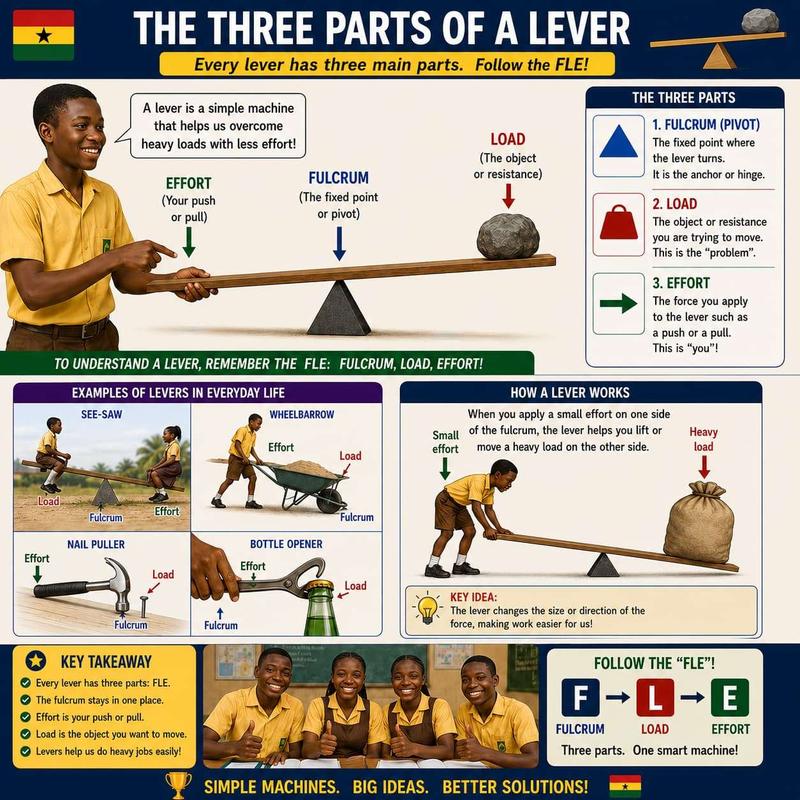 THE THREE PARTS OF A LEVER
Every lever has three main parts. Follow the FLE!
A lever is a simple machine
that helps us overcome
heavy loads with less effort!
EFFORT
(Your push
or pull)
FULCRUM
(The fixed point
or pivot)
LOAD
(The object
or resistance)
THE THREE PARTS
1. FULCRUM (PIVOT)
The fixed point where
the lever turns.
It is the anchor or hinge.
2. LOAD
The object or resistance
you are trying to move.
This is the “problem”.
3. EFFORT
The force you apply
to the lever such as
a push or a pull.
This is “you”!
TO UNDERSTAND A LEVER, REMEMBER THE FLE: FULCRUM, LOAD, EFFORT!
EXAMPLES OF LEVERS IN EVERYDAY LIFE
SEE-SAW
Load
Fulcrum
Effort
WHEELBARROW
Effort
Load
Fulcrum
NAIL PULLER
Effort
Load
Fulcrum
BOTTLE OPENER
Effort
Load
Fulcrum
HOW A LEVER WORKS
When you apply a small effort on one side
of the fulcrum, the lever helps you lift or
move a heavy load on the other side.
Small
effort
Heavy
load
KEY IDEA:
The lever changes the size or direction of the
force, making work easier for us!
KEY TAKEAWAY
Every lever has three parts: FLE.
The fulcrum stays in one place.
Effort is your push or pull.
Load is the object you want to move.
Levers help us do heavy jobs easily!
FOLLOW THE “FLE”!
F L E
FULCRUM LOAD EFFORT
Three parts. One smart machine!
SIMPLE MACHINES. BIG IDEAS. BETTER SOLUTIONS!